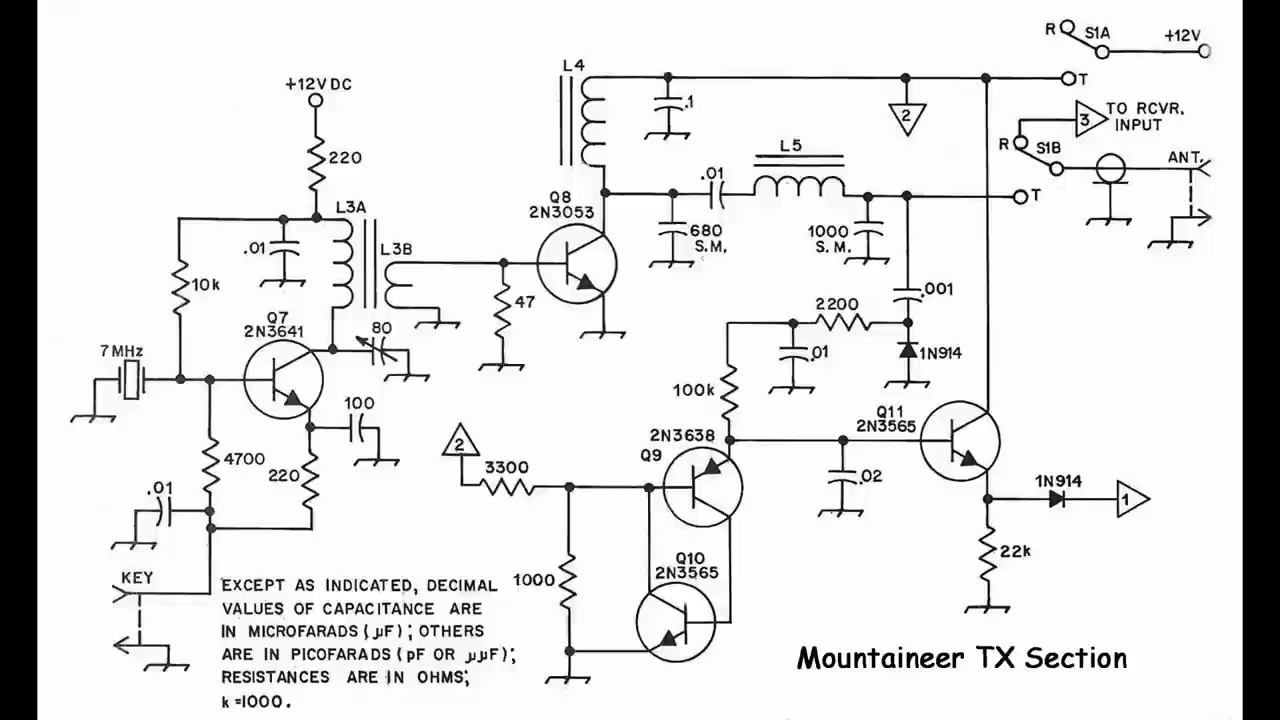 R
S1A
+12V
T
L4
+12V DC
.1
2
3
TO RCVR.
INPUT
R
S1B
ANT.
L5
220
L3A
.01
Q8
2N3053
T
680
S.M.
1000
S.M.
.01
L3B
10k
47
2200
.001
Q7
2N3641
80
7MHz
.01
1N914
100k
100
Q11
2N3565
2N3638
Q9
2
3300
4700
220
.02
1N914
1
.01
22k
Q10
2N3565
1000
KEY
EXCEPT AS INDICATED, DECIMAL
VALUES OF CAPACITANCE ARE
IN MICROFARADS (µF); OTHERS
ARE IN PICOFARADS (pF OR µµF);
RESISTANCES ARE IN OHMS;
k=1000.
Mountaineer TX Section